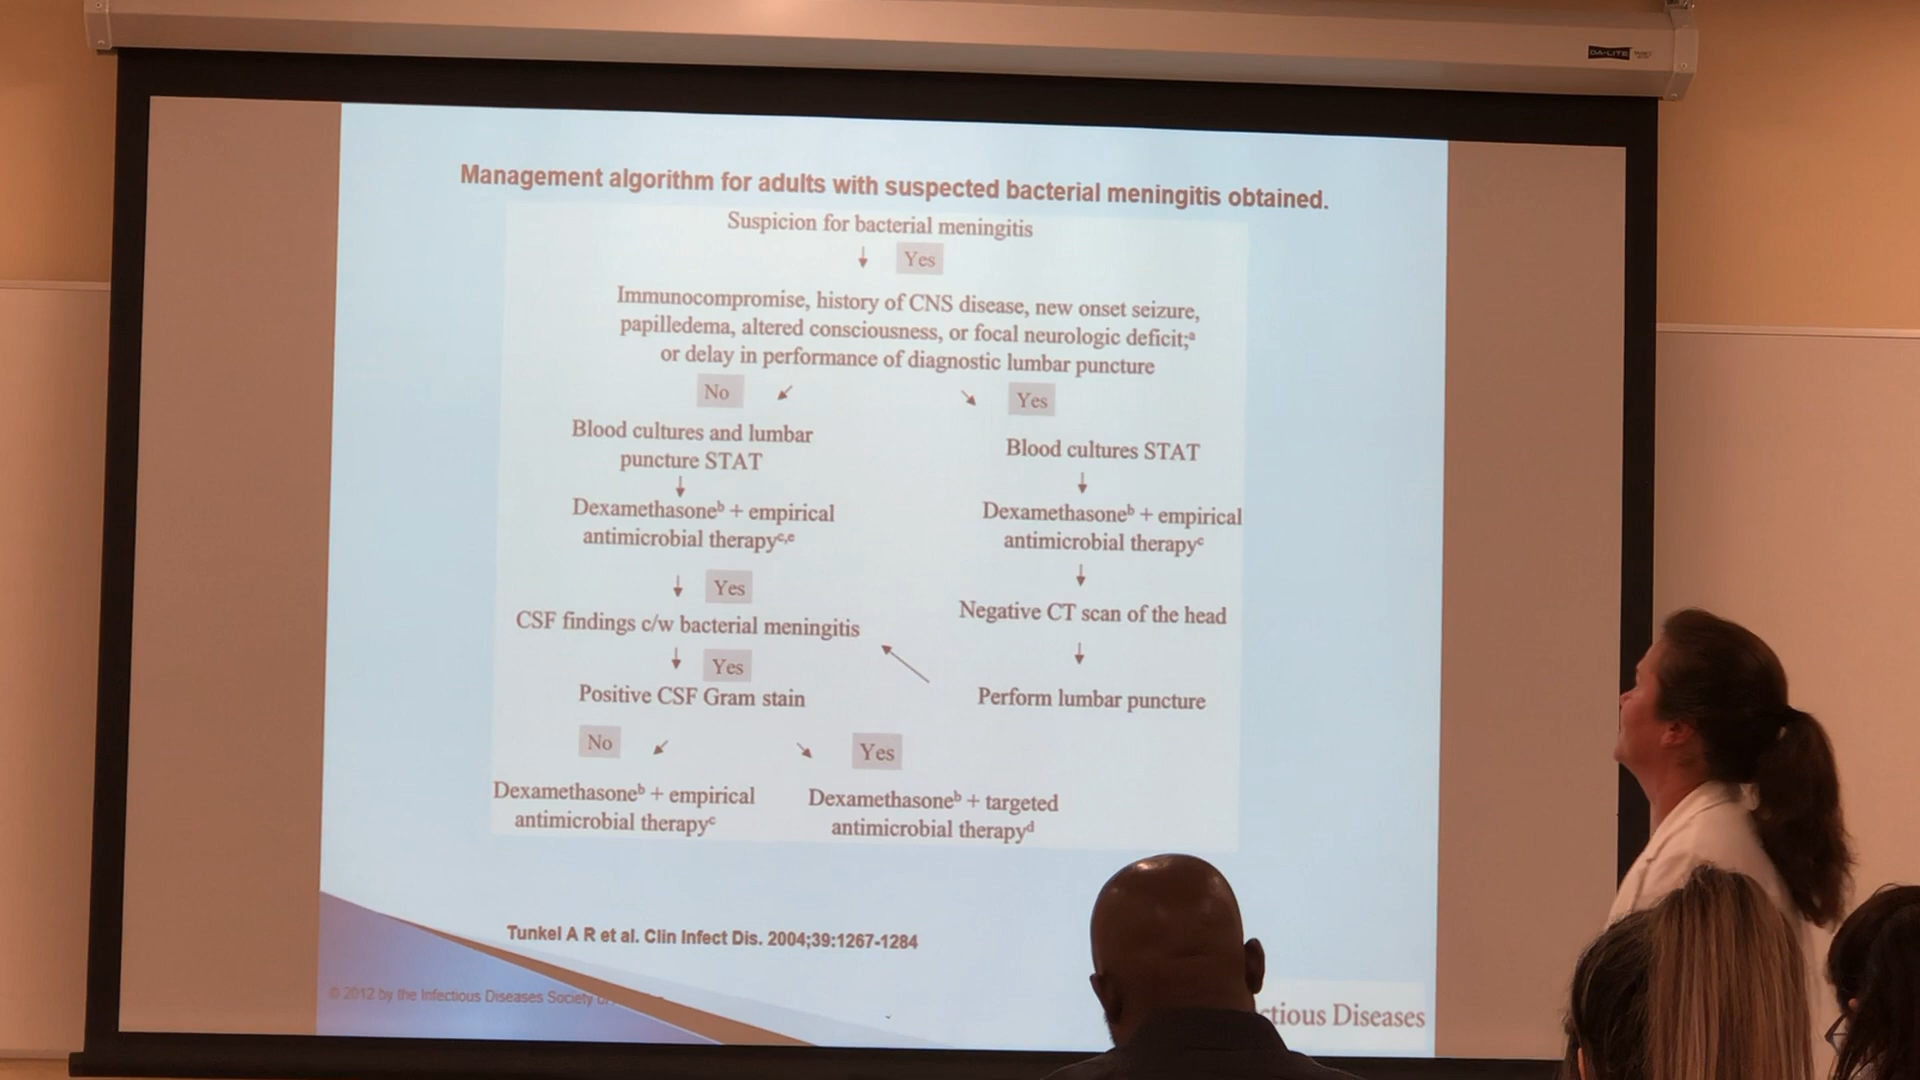 DA-LITE
Management algorithm for adults with suspected bacterial meningitis obtained.
Suspicion for bacterial meningitis
↓ Yes
Immunocompromise, history of CNS disease, new onset seizure,
papilledema, altered consciousness, or focal neurologic deficit;ᵃ
or delay in performance of diagnostic lumbar puncture
No
Yes
Blood cultures and lumbar
puncture STAT
Dexamethasoneᵇ + empirical
antimicrobial therapyᶜ,ᵉ
Yes
CSF findings c/w bacterial meningitis
Yes
Positive CSF Gram stain
Blood cultures STAT
Dexamethasoneᵇ + empirical
antimicrobial therapyᶜ
Negative CT scan of the head
Perform lumbar puncture
No
Yes
Dexamethasoneᵇ + empirical
antimicrobial therapyᶜ
Dexamethasoneᵇ + targeted
antimicrobial therapyᵈ
Tunkel A R et al. Clin Infect Dis. 2004;39:1267-1284
© 2012 by the Infectious Diseases Society
ctious Diseases